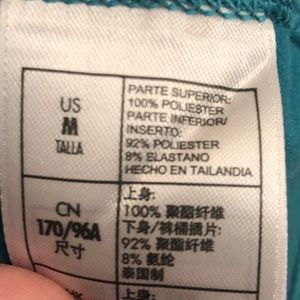 US
M
TALLA
PARTE SUPERIOR:
100% POLIESTER
PARTE INFERIOR/
INSERTO:
92% POLIESTER
8% ELASTANO
HECHO EN TAILANDIA
CN
170/96A
尺寸
上身:
100% 聚酯纤维
下身/裤桶插片:
92% 聚酯纤维
8% 氨纶
泰国制